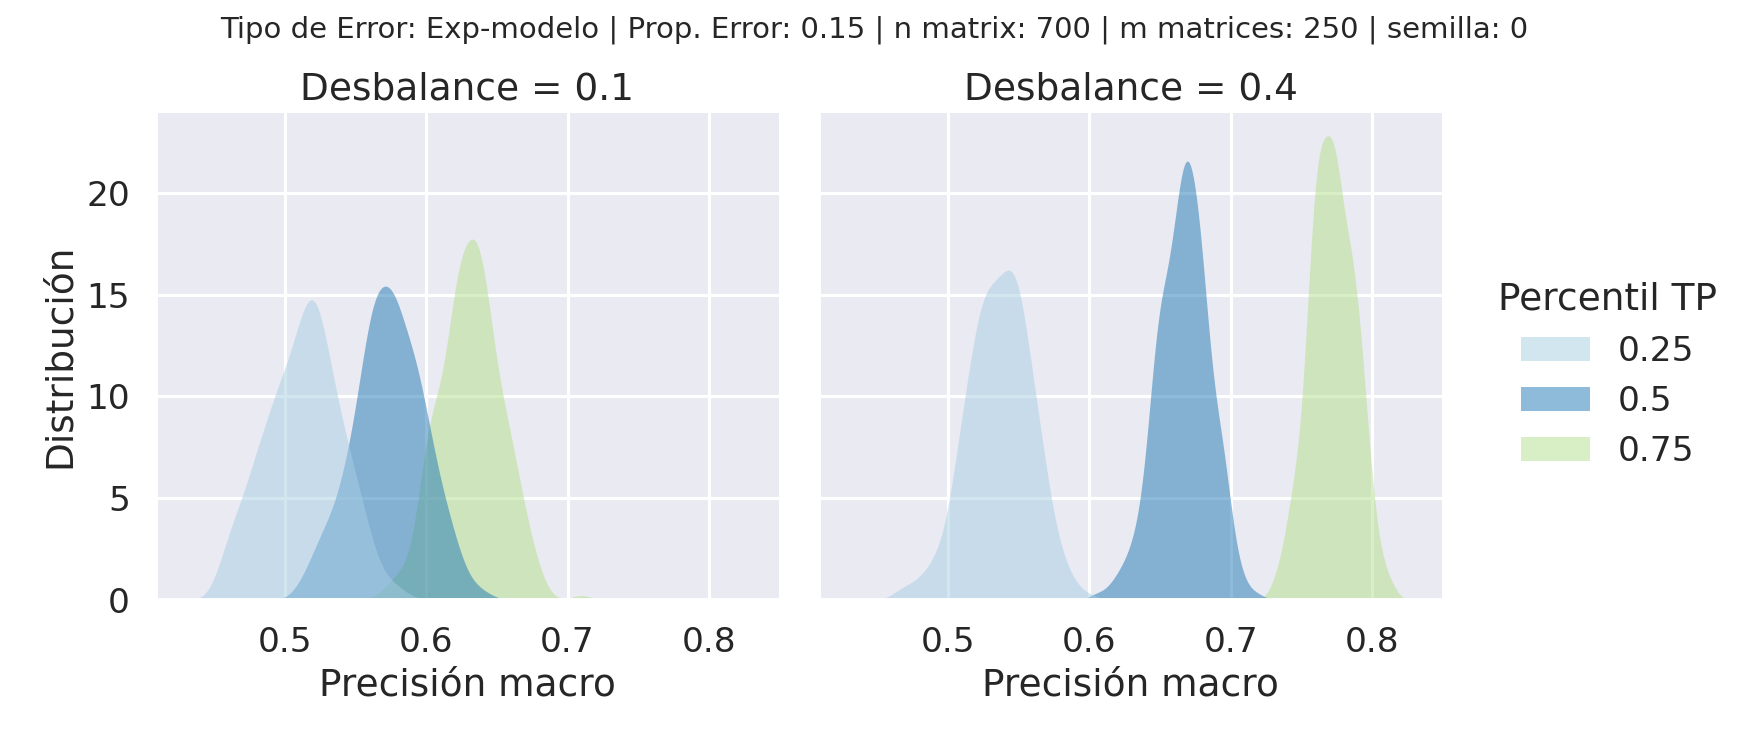 Tipo de Error: Exp-modelo | Prop. Error: 0.15 | n matrix: 700 | m matrices: 250 | semilla: 0
Desbalance = 0.1
Desbalance = 0.4
Distribución
20
15
10
5
0
0.5 0.6 0.7 0.8
0.5 0.6 0.7 0.8
Precisión macro
Precisión macro
Percentil TP
0.25
0.5
0.75